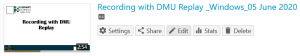 Recording with DMU
Replay
2:54
Recording with DMU Replay _Windows_05 June 2020
Settings
Share
Edit
Stats
Delete